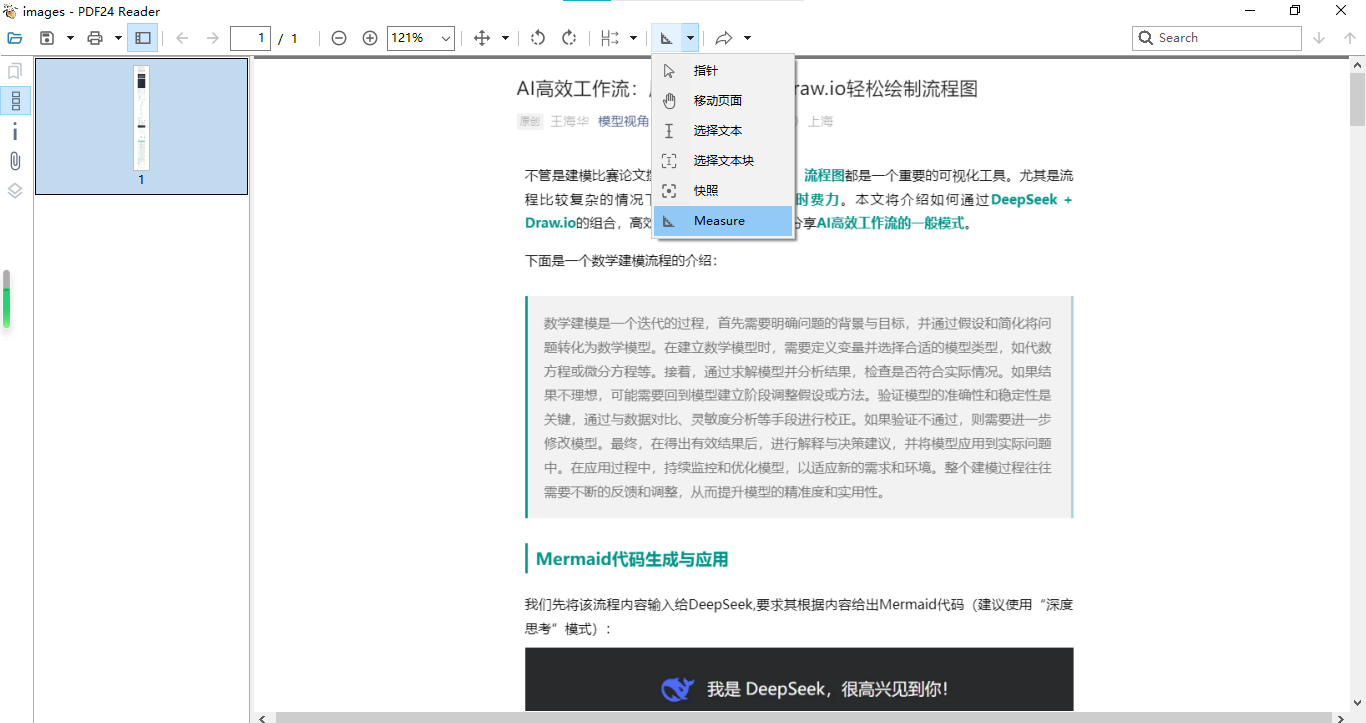 images - PDF24 Reader
1 / 1
121%
Search
指针
移动页面
选择文本
选择文本块
快照
Measure
1
AI高效工作流： raw.io轻松绘制流程图
原创 王海华 模型视角 上海
不管是建模比赛论文 流程图都是一个重要的可视化工具。尤其是流
程比较复杂的情况 时费力。本文将介绍如何通过DeepSeek +
Draw.io的组合，高 分享AI高效工作流的一般模式。
下面是一个数学建模流程的介绍：
数学建模是一个迭代的过程，首先需要明确问题的背景与目标，并通过假设和简化将问
题转化为数学模型。在建立数学模型时，需要定义变量并选择合适的模型类型，如代数
方程或微分方程等。接着，通过求解模型并分析结果，检查是否符合实际情况。如果结
果不理想，可能需要回到模型建立阶段调整假设或方法。验证模型的准确性和稳定性是
关键，通过与数据对比、灵敏度分析等手段进行校正。如果验证不通过，则需要进一步
修改模型。最终，在得出有效结果后，进行解释与决策建议，并将模型应用到实际问题
中。在应用过程中，持续监控和优化模型，以适应新的需求和环境。整个建模过程往往
需要不断的反馈和调整，从而提升模型的精准度和实用性。
Mermaid代码生成与应用
我们先将该流程内容输入给DeepSeek,要求其根据内容给出Mermaid代码（建议使用“深度
思考”模式）：
我是 DeepSeek，很高兴见到你！